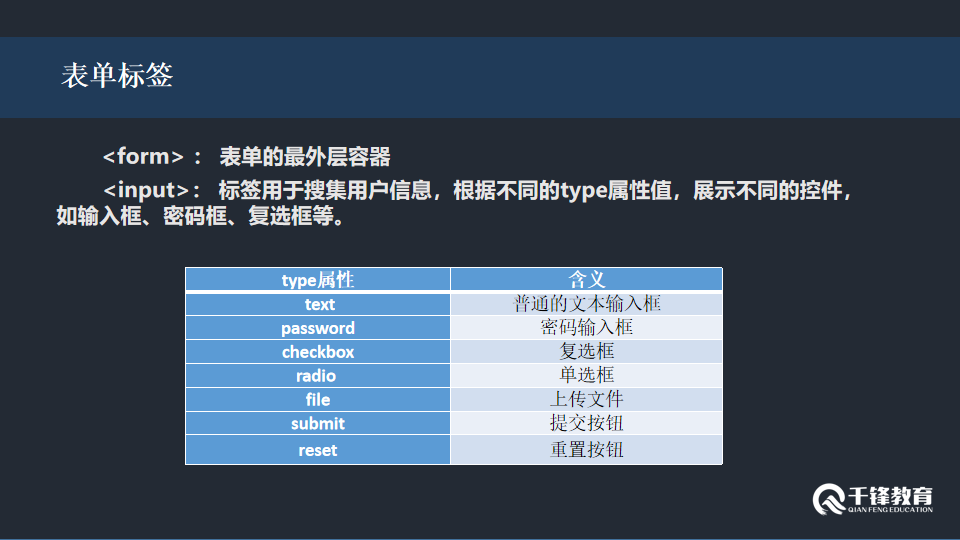 表单标签
<form> ： 表单的最外层容器
<input>： 标签用于搜集用户信息，根据不同的type属性值，展示不同的控件，
如输入框、密码框、复选框等。
type属性 含义
text 普通的文本输入框
password 密码输入框
checkbox 复选框
radio 单选框
file 上传文件
submit 提交按钮
reset 重置按钮
千锋教育
QIAN FENG EDUCATION